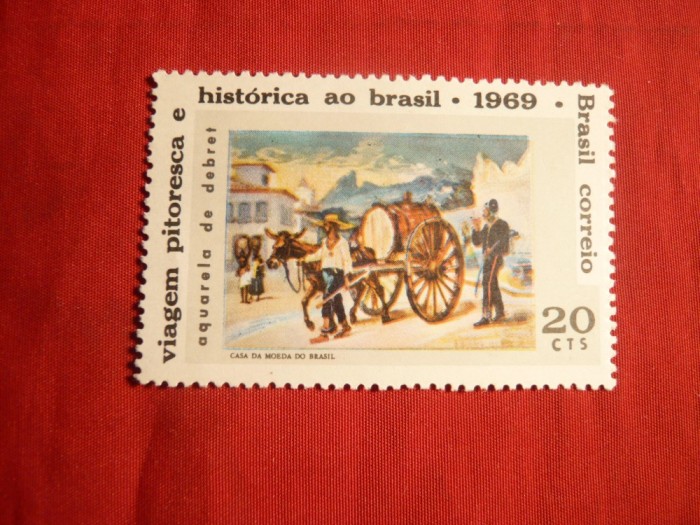 viagem pitoresca e
histórica ao brasil • 1969 •
Brasil correio
aquarela de debret
20
CTS
CASA DA MOEDA DO BRASIL